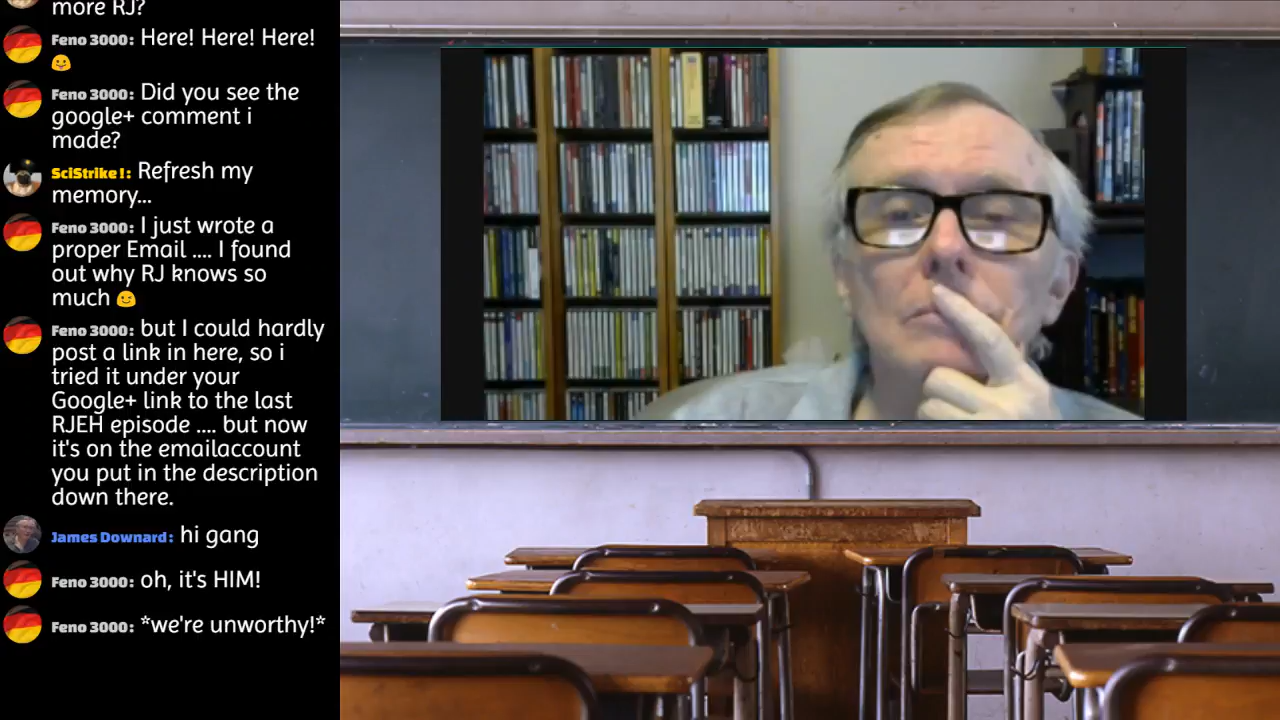 more RJ?
Feno 3000: Here! Here! Here!
Feno 3000: Did you see the
google+ comment i
made?
SciStrike!: Refresh my
memory...
Feno 3000: I just wrote a
proper Email .... I found
out why RJ knows so
much
Feno 3000: but I could hardly
post a link in here, so i
tried it under your
Google+ link to the last
RJEH episode .... but now
it's on the emailaccount
you put in the description
down there.
James Downard: hi gang
Feno 3000: oh, it's HIM!
Feno 3000: *we're unworthy!*